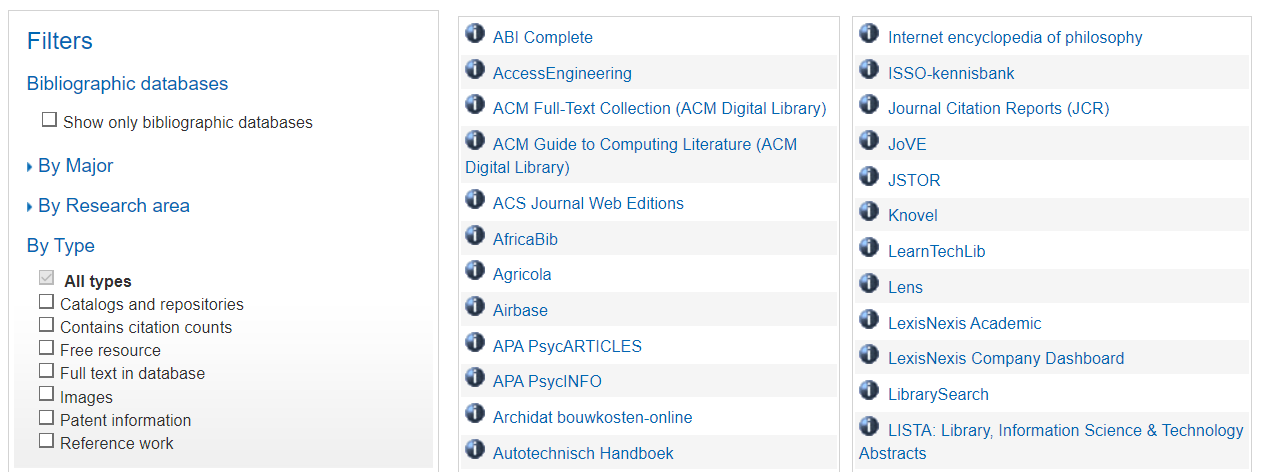 Filters
Bibliographic databases
Show only bibliographic databases
By Major
By Research area
By Type
All types
Catalogs and repositories
Contains citation counts
Free resource
Full text in database
Images
Patent information
Reference work
ABI Complete
AccessEngineering
ACM Full-Text Collection (ACM Digital Library)
ACM Guide to Computing Literature (ACM
Digital Library)
ACS Journal Web Editions
AfricaBib
Agricola
Airbase
APA PsycARTICLES
APA PsycINFO
Archidat bouwkosten-online
Autotechnisch Handboek
Internet encyclopedia of philosophy
ISSO-kennisbank
Journal Citation Reports (JCR)
JoVE
JSTOR
Knovel
LearnTechLib
Lens
LexisNexis Academic
LexisNexis Company Dashboard
LibrarySearch
LISTA: Library, Information Science & Technology
Abstracts